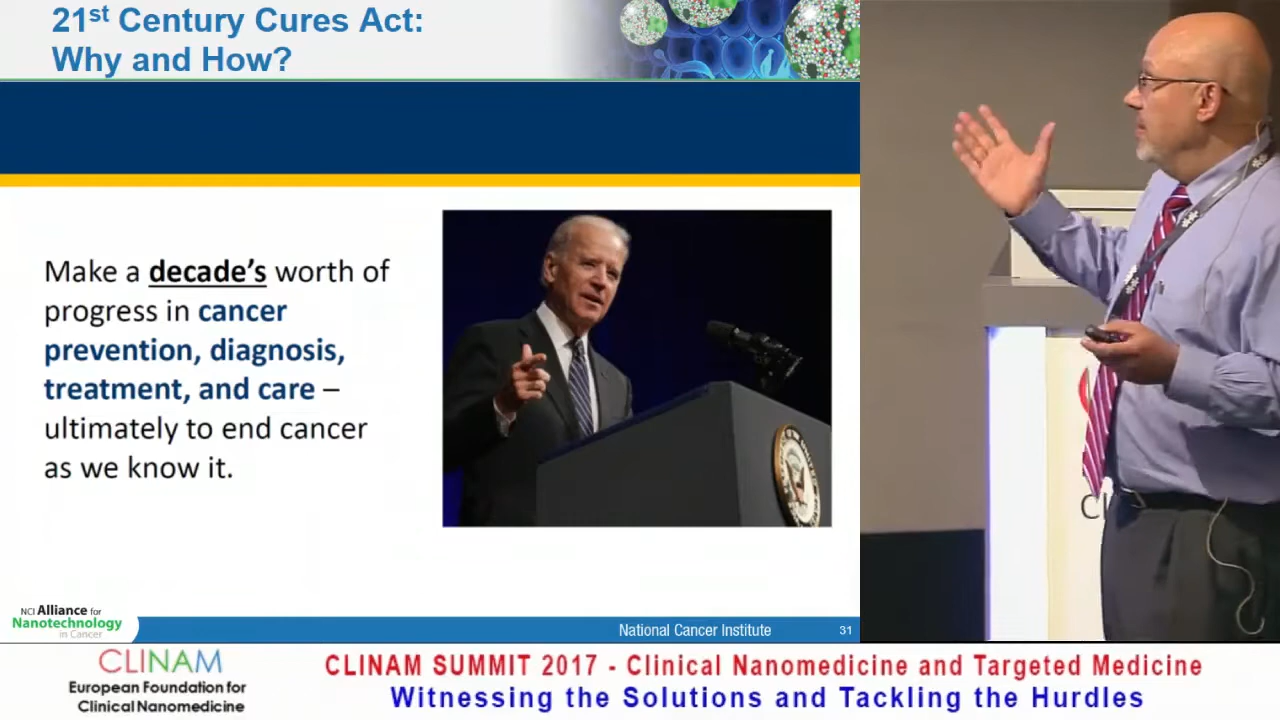 21st Century Cures Act:
Why and How?
Make a decade's worth of
progress in cancer
prevention, diagnosis,
treatment, and care –
ultimately to end cancer
as we know it.
NCI Alliance for
Nanotechnology
in Cancer
National Cancer Institute
31
CLINAM
European Foundation for
Clinical Nanomedicine
CLINAM SUMMIT 2017 - Clinical Nanomedicine and Targeted Medicine
Witnessing the Solutions and Tackling the Hurdles